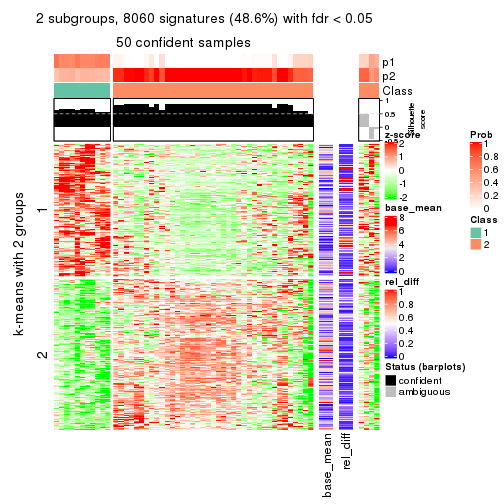 2 subgroups, 8060 signatures (48.6%) with fdr < 0.05
50 confident samples
p1
p2
Class
1
0.5
0
Silhouette
score
k-means with 2 groups
1
2
z-score
2
1
0
-1
-2
base_mean
8
6
4
2
0
rel_diff
1
0.8
0.6
0.4
0.2
0
Status (barplots)
confident
ambiguous
Prob
1
0.8
0.6
0.4
0.2
0
Class
1
2
base_mean
rel_diff